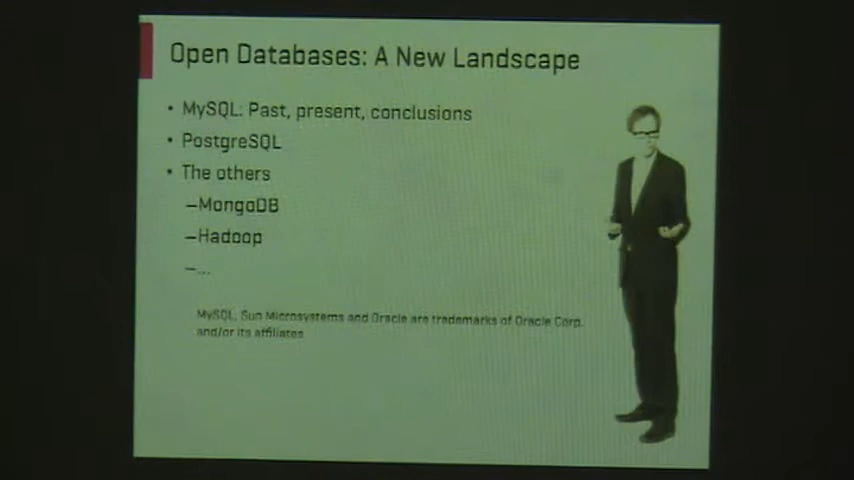 Open Databases: A New Landscape
• MySQL: Past, present, conclusions
• PostgreSQL
• The others
–MongoDB
–Hadoop
–...
MySQL, Sun Microsystems and Oracle are trademarks of Oracle Corp.
and/or its affiliates